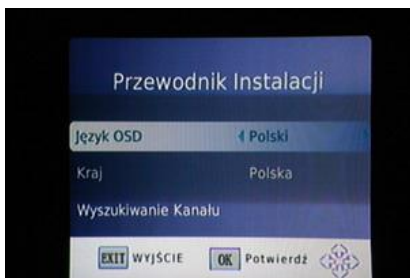 Przewodnik Instalacji
Język OSD Polski
Kraj Polska
Wyszukiwanie Kanału
EXIT WYJŚCIE OK Potwierdź